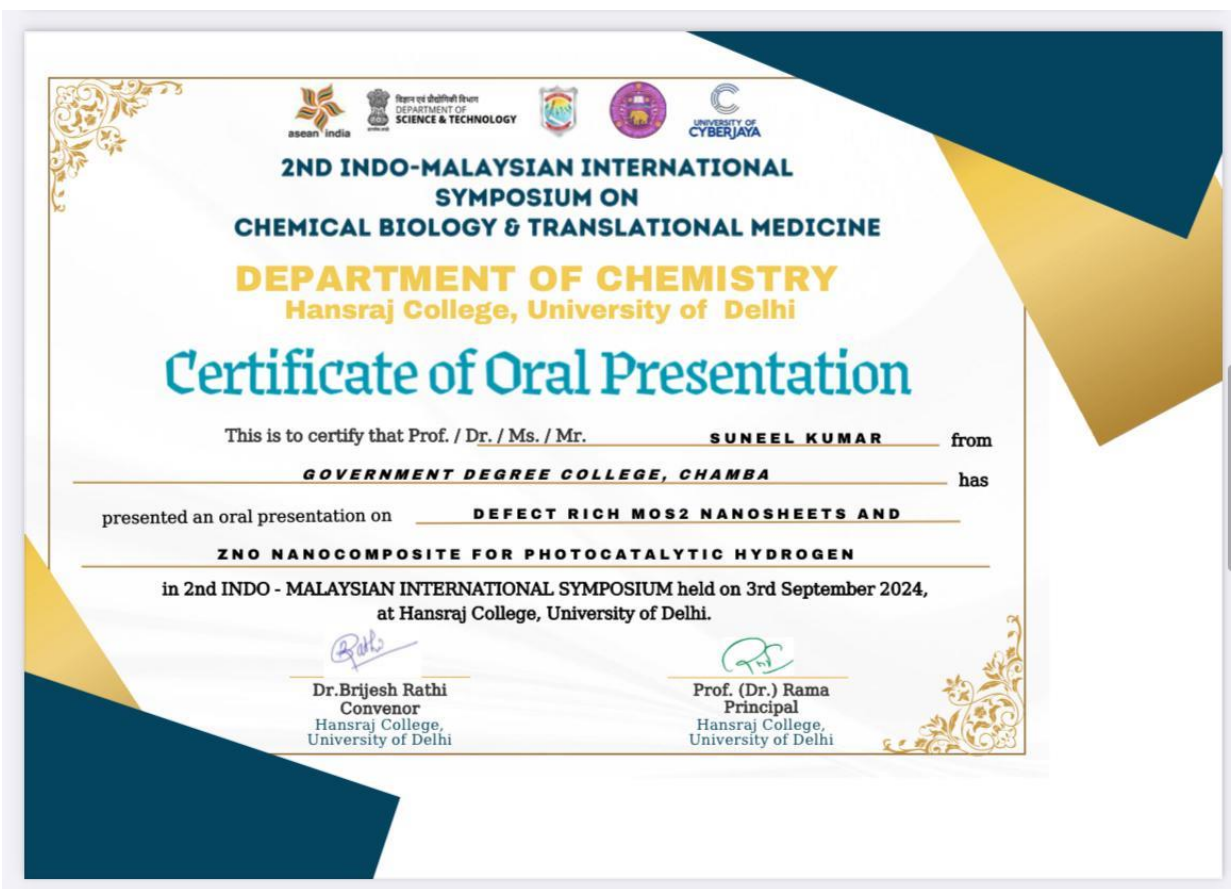 asean india
विज्ञान एवं प्रौद्योगिकी विभाग
DEPARTMENT OF
SCIENCE & TECHNOLOGY
UNIVERSITY OF
CYBERJAYA
2ND INDO-MALAYSIAN INTERNATIONAL
SYMPOSIUM ON
CHEMICAL BIOLOGY & TRANSLATIONAL MEDICINE
DEPARTMENT OF CHEMISTRY
Hansraj College, University of Delhi
Certificate of Oral Presentation
This is to certify that Prof. / Dr. / Ms. / Mr. SUNEEL KUMAR from
GOVERNMENT DEGREE COLLEGE, CHAMBA has
presented an oral presentation on DEFECT RICH MOS2 NANOSHEETS AND
ZNO NANOCOMPOSITE FOR PHOTOCATALYTIC HYDROGEN
in 2nd INDO - MALAYSIAN INTERNATIONAL SYMPOSIUM held on 3rd September 2024,
at Hansraj College, University of Delhi.
Dr.Brijesh Rathi
Convenor
Hansraj College,
University of Delhi
Prof. (Dr.) Rama
Principal
Hansraj College,
University of Delhi